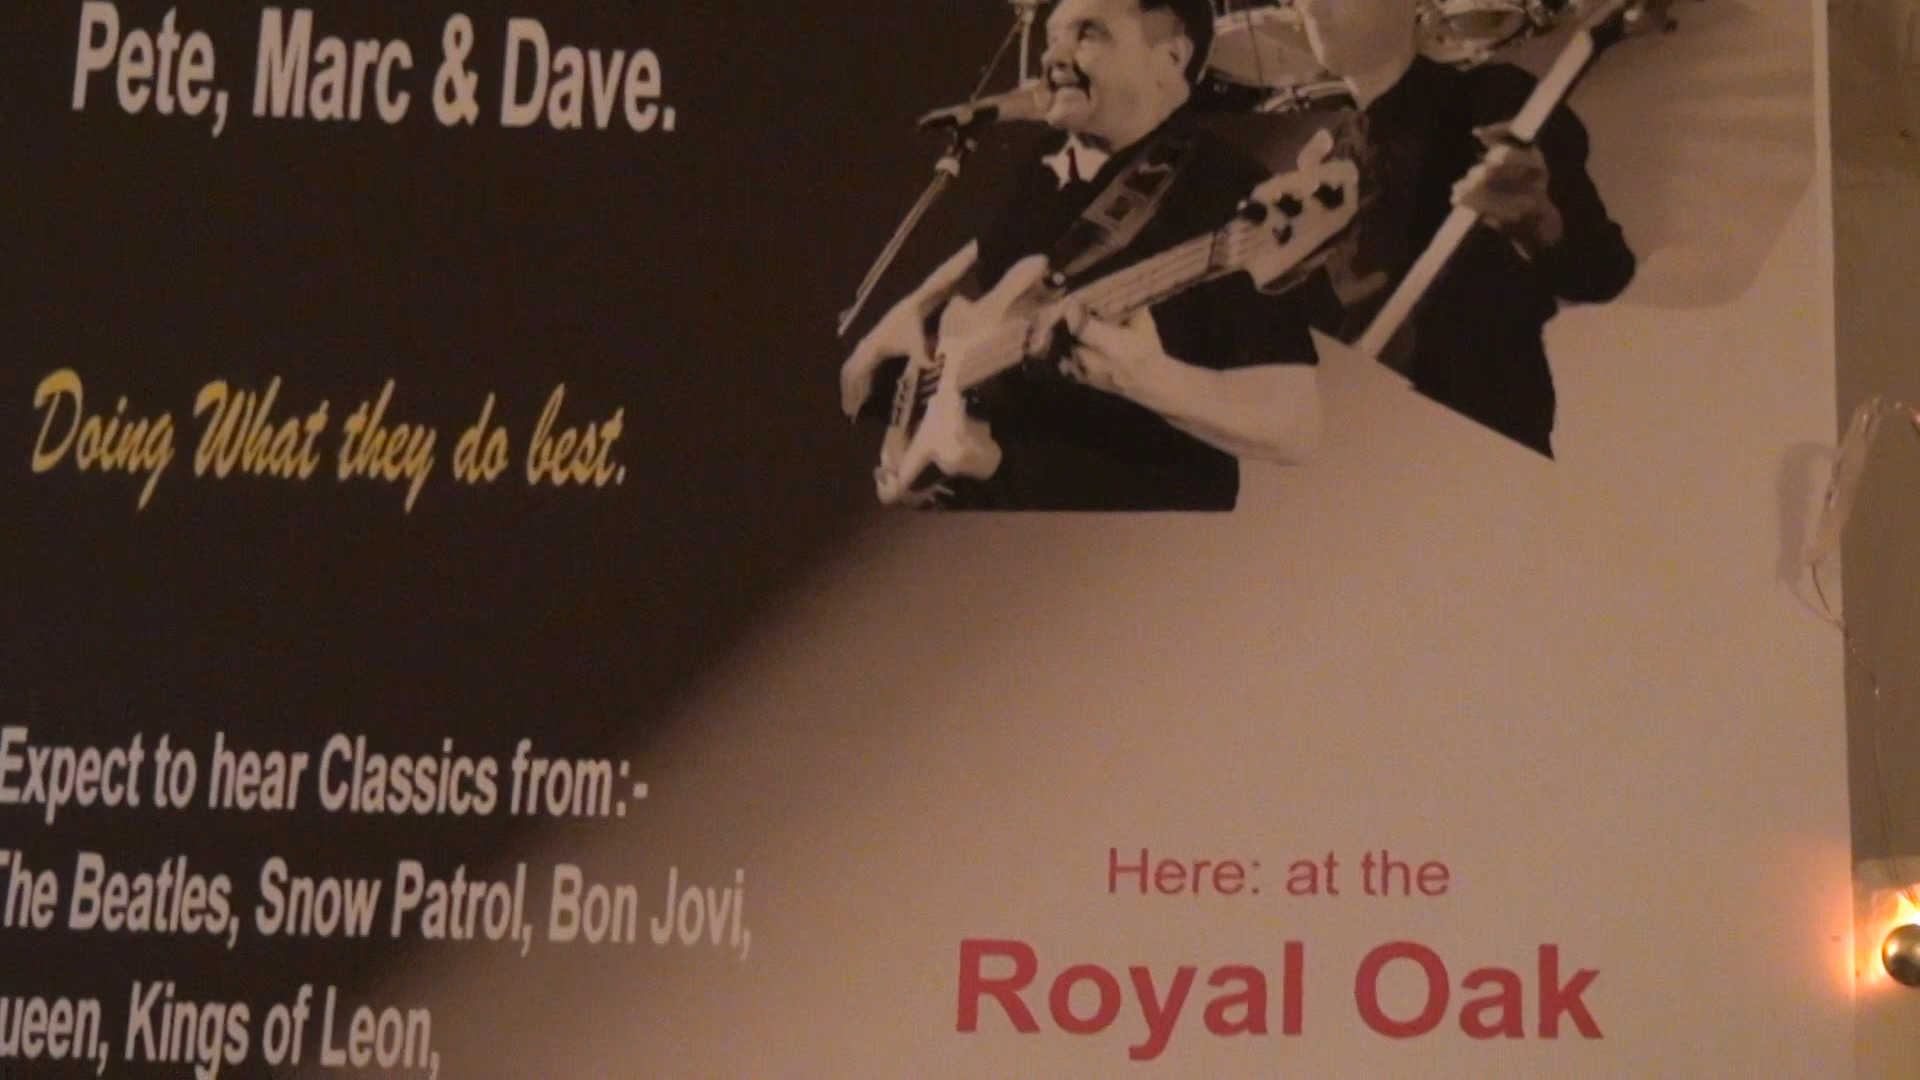 Pete, Marc & Dave.
Doing What they do best.
Expect to hear Classics from:-
The Beatles, Snow Patrol, Bon Jovi,
ueen, Kings of Leon,
Here: at the
Royal Oak